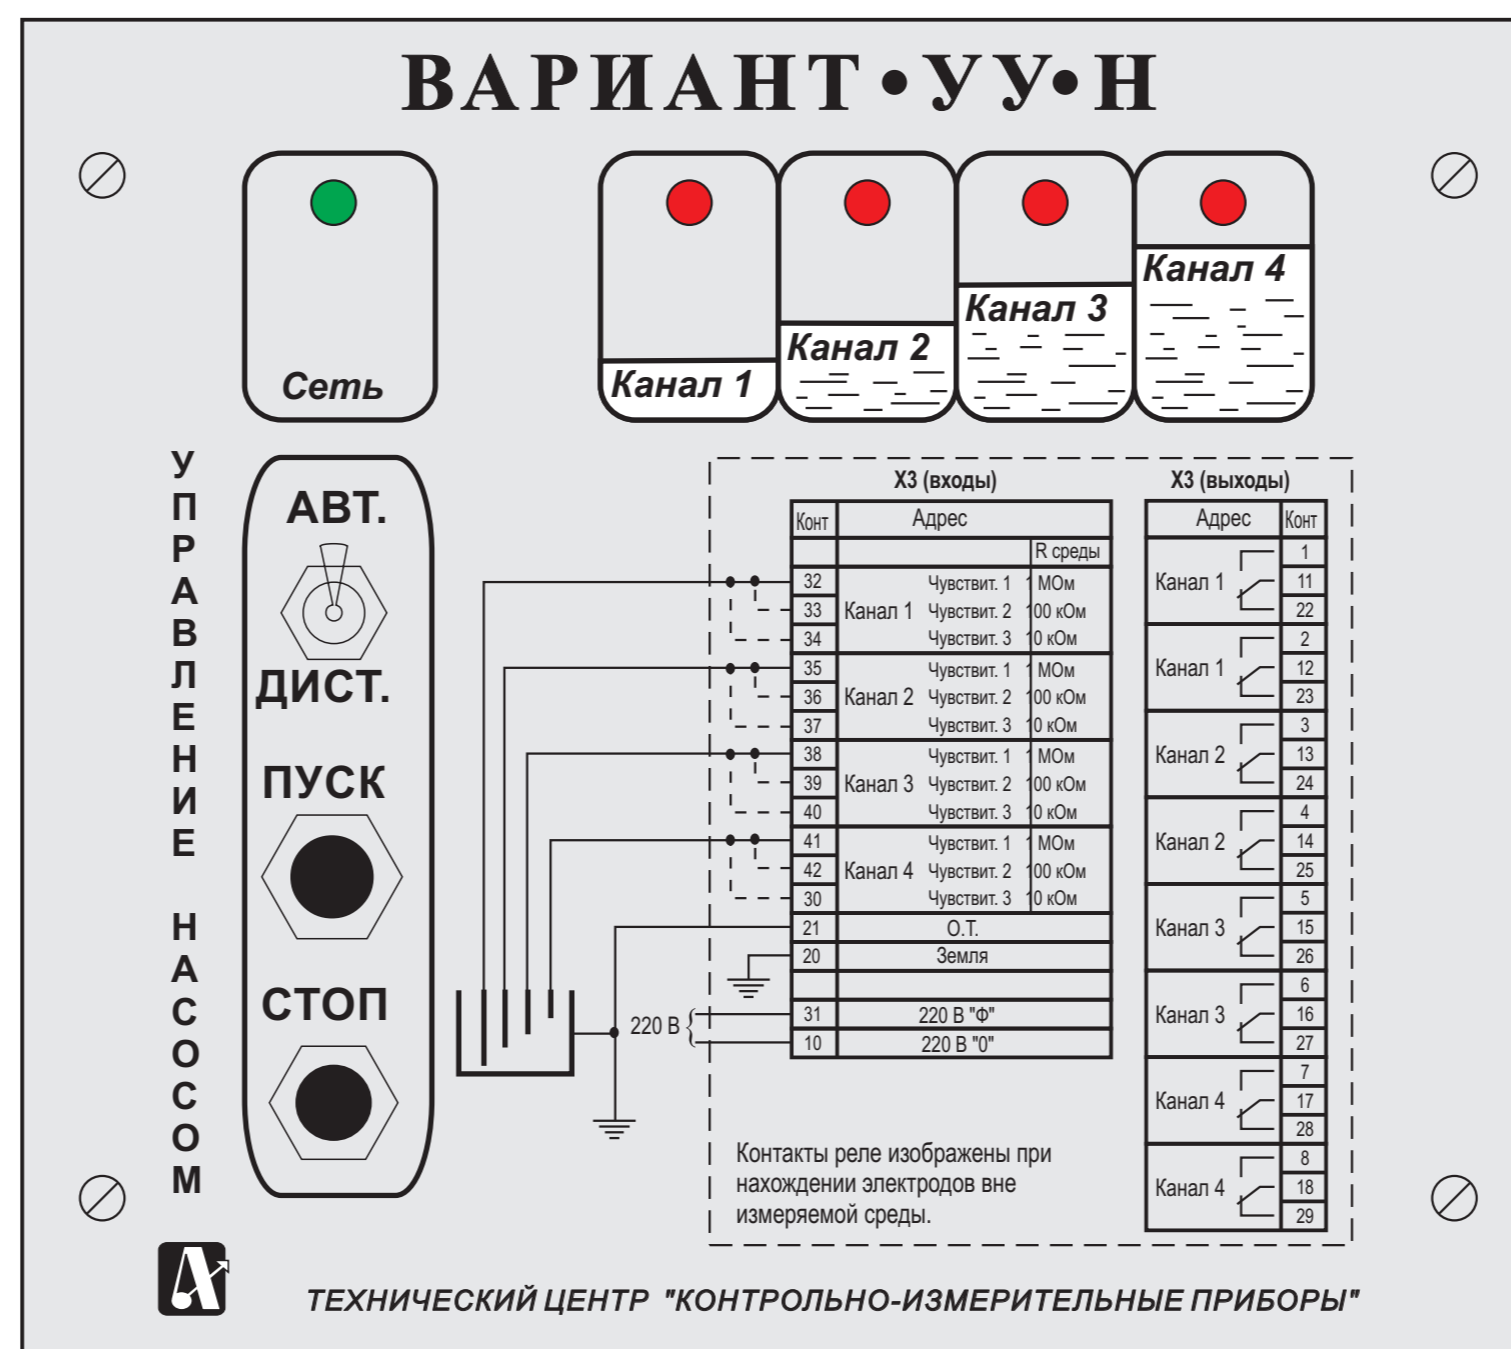 ВАРИАНТ•УУ•Н
Сеть
Канал 1
Канал 2
Канал 3
Канал 4
УПРАВЛЕНИЕ НАСОСОМ
АВТ.
ДИСТ.
ПУСК
СТОП
Х3 (входы)
Конт Адрес
R среды
32 Чувствит. 1 1 МОм
33 Канал 1 Чувствит. 2 100 кОм
34 Чувствит. 3 10 кОм
35 Чувствит. 1 1 МОм
36 Канал 2 Чувствит. 2 100 кОм
37 Чувствит. 3 10 кОм
38 Чувствит. 1 1 МОм
39 Канал 3 Чувствит. 2 100 кОм
40 Чувствит. 3 10 кОм
41 Чувствит. 1 1 МОм
42 Канал 4 Чувствит. 2 100 кОм
30 Чувствит. 3 10 кОм
21 О.Т.
20 Земля
220 В
31 220 В "Ф"
10 220 В "0"
Х3 (выходы)
Адрес Конт
1
Канал 1 11
22
2
Канал 1 12
23
3
Канал 2 13
24
4
Канал 2 14
25
5
Канал 3 15
26
6
Канал 3 16
27
7
Канал 4 17
28
8
Канал 4 18
29
Контакты реле изображены при
нахождении электродов вне
измеряемой среды.
ТЕХНИЧЕСКИЙ ЦЕНТР "КОНТРОЛЬНО-ИЗМЕРИТЕЛЬНЫЕ ПРИБОРЫ"